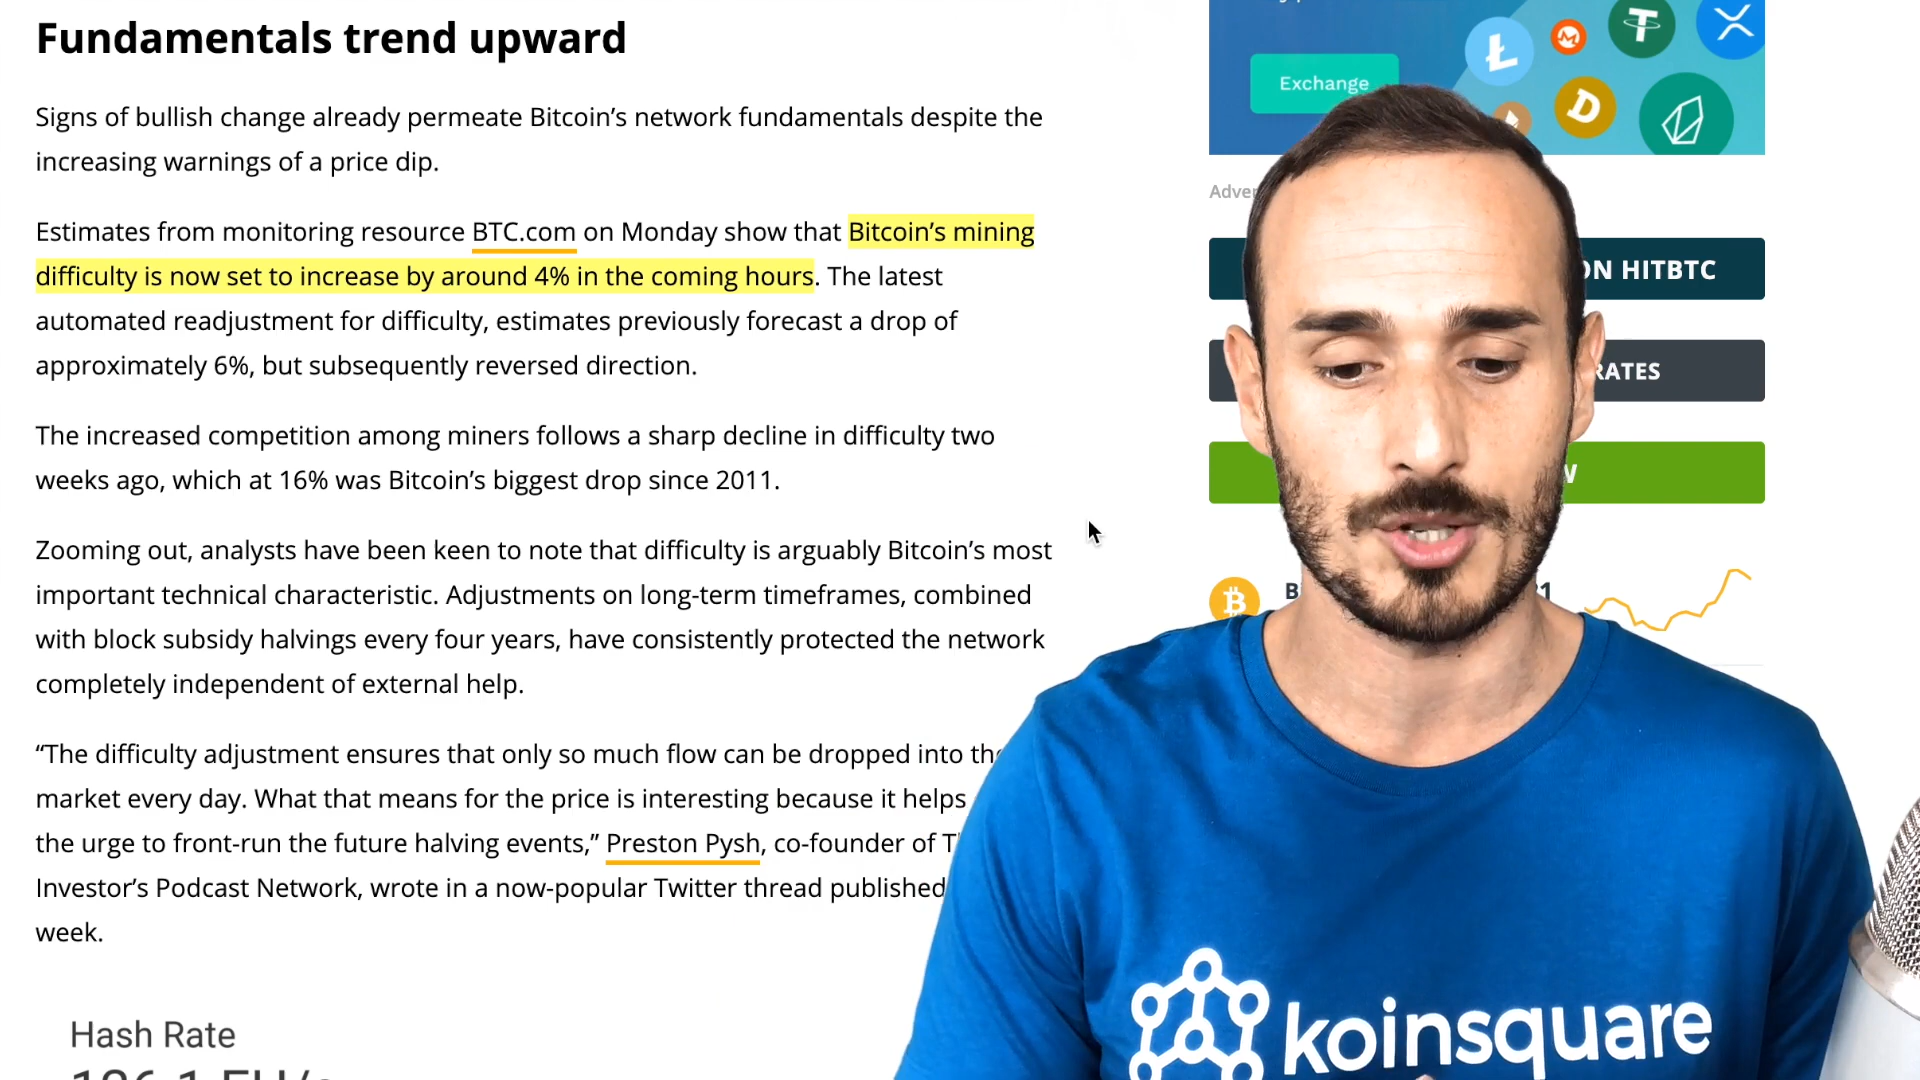 Fundamentals trend upward
Signs of bullish change already permeate Bitcoin’s network fundamentals despite the
increasing warnings of a price dip.
Estimates from monitoring resource BTC.com on Monday show that Bitcoin’s mining
difficulty is now set to increase by around 4% in the coming hours. The latest
automated readjustment for difficulty, estimates previously forecast a drop of
approximately 6%, but subsequently reversed direction.
The increased competition among miners follows a sharp decline in difficulty two
weeks ago, which at 16% was Bitcoin’s biggest drop since 2011.
Zooming out, analysts have been keen to note that difficulty is arguably Bitcoin’s most
important technical characteristic. Adjustments on long-term timeframes, combined
with block subsidy halvings every four years, have consistently protected the network
completely independent of external help.
“The difficulty adjustment ensures that only so much flow can be dropped into
market every day. What that means for the price is interesting because it helps
the urge to front-run the future halving events,” Preston Pysh, co-founder of
Investor’s Podcast Network, wrote in a now-popular Twitter thread published
week.
Hash Rate
Exchange
ON HITBTC
RATES
koinsquare